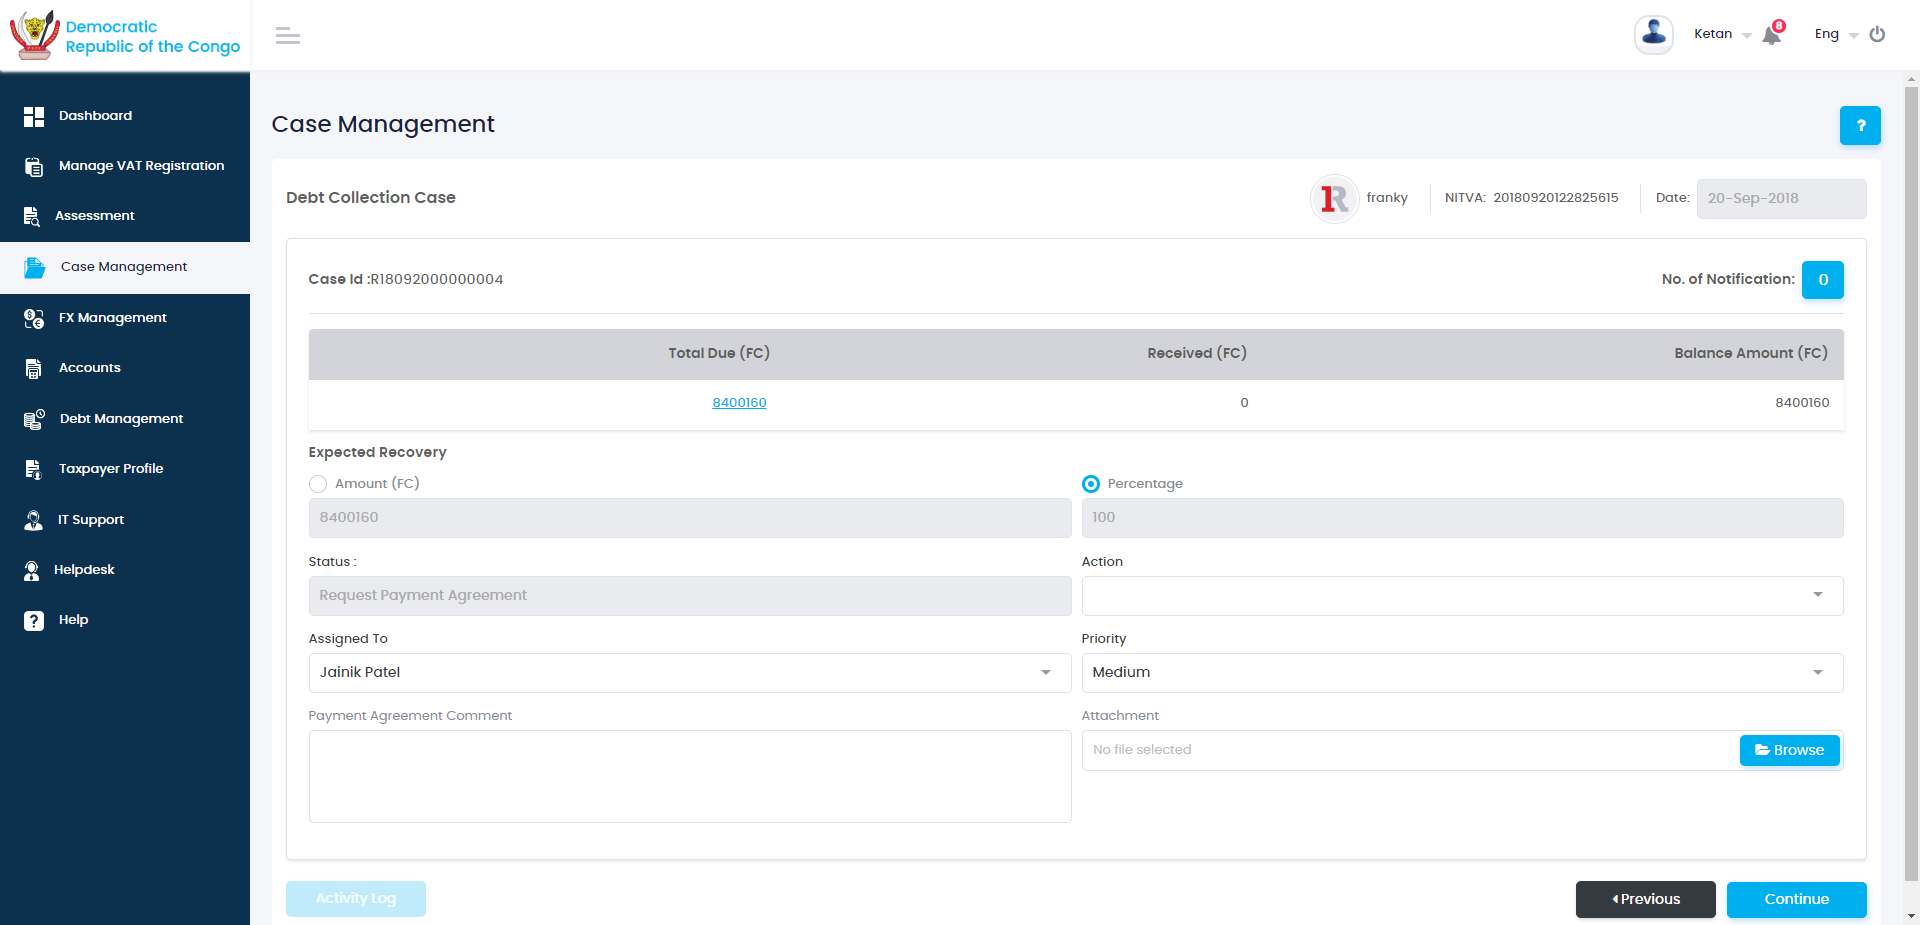 Democratic
Republic of the Congo
Ketan
8
Eng
Dashboard
Manage VAT Registration
Assessment
Case Management
FX Management
Accounts
Debt Management
Taxpayer Profile
IT Support
Helpdesk
? Help
Case Management
?
Debt Collection Case
1R franky
NITVA: 20180920122825615
Date: 20-Sep-2018
Case Id :R18092000000004
No. of Notification: 0
Total Due (FC) Received (FC) Balance Amount (FC)
8400160 0 8400160
Expected Recovery
Amount (FC) Percentage
8400160 100
Status : Action
Request Payment Agreement
Assigned To Priority
Jainik Patel Medium
Payment Agreement Comment Attachment
No file selected Browse
Activity Log Previous Continue